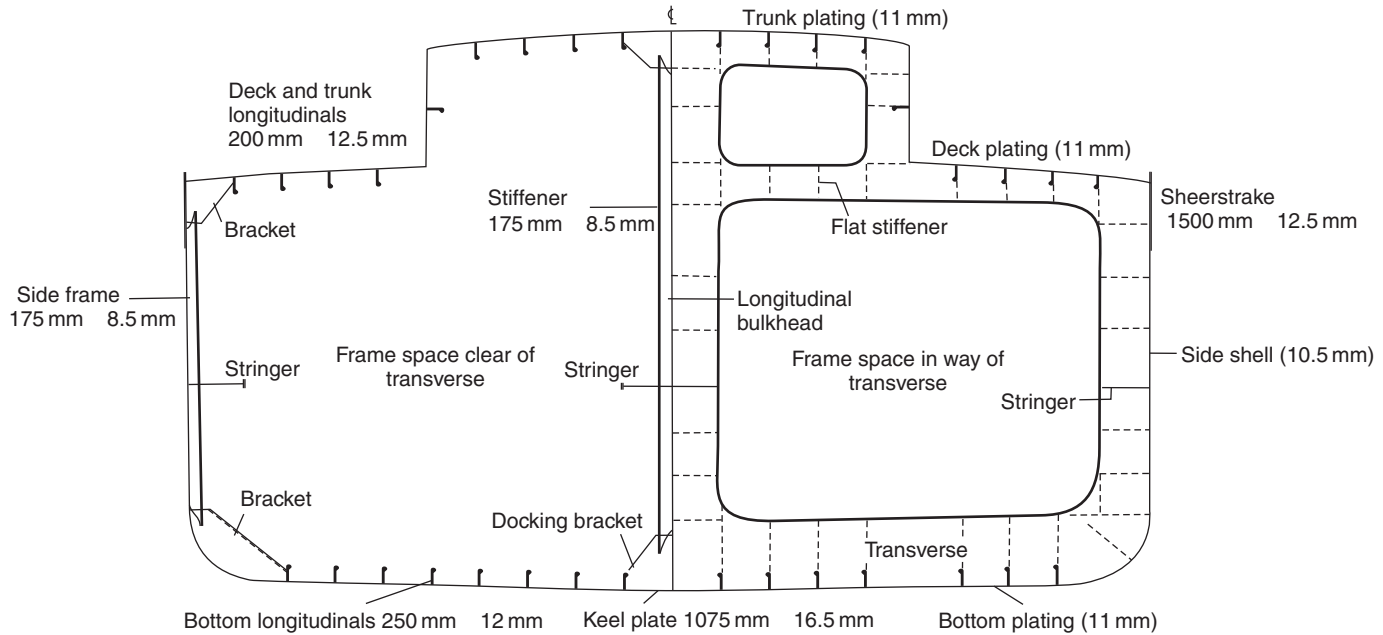 ℄
Trunk plating (11 mm)
Deck and trunk
longitudinals
200 mm 12.5 mm
Deck plating (11 mm)
Stiffener
175 mm 8.5 mm
Sheerstrake
1500 mm 12.5 mm
Bracket
Flat stiffener
Side frame
175 mm 8.5 mm
Longitudinal
bulkhead
Stringer
Frame space clear of
transverse
Stringer
Frame space in way of
transverse
Side shell (10.5 mm)
Stringer
Bracket
Docking bracket
Transverse
Bottom longitudinals 250 mm 12 mm
Keel plate 1075 mm 16.5 mm
Bottom plating (11 mm)